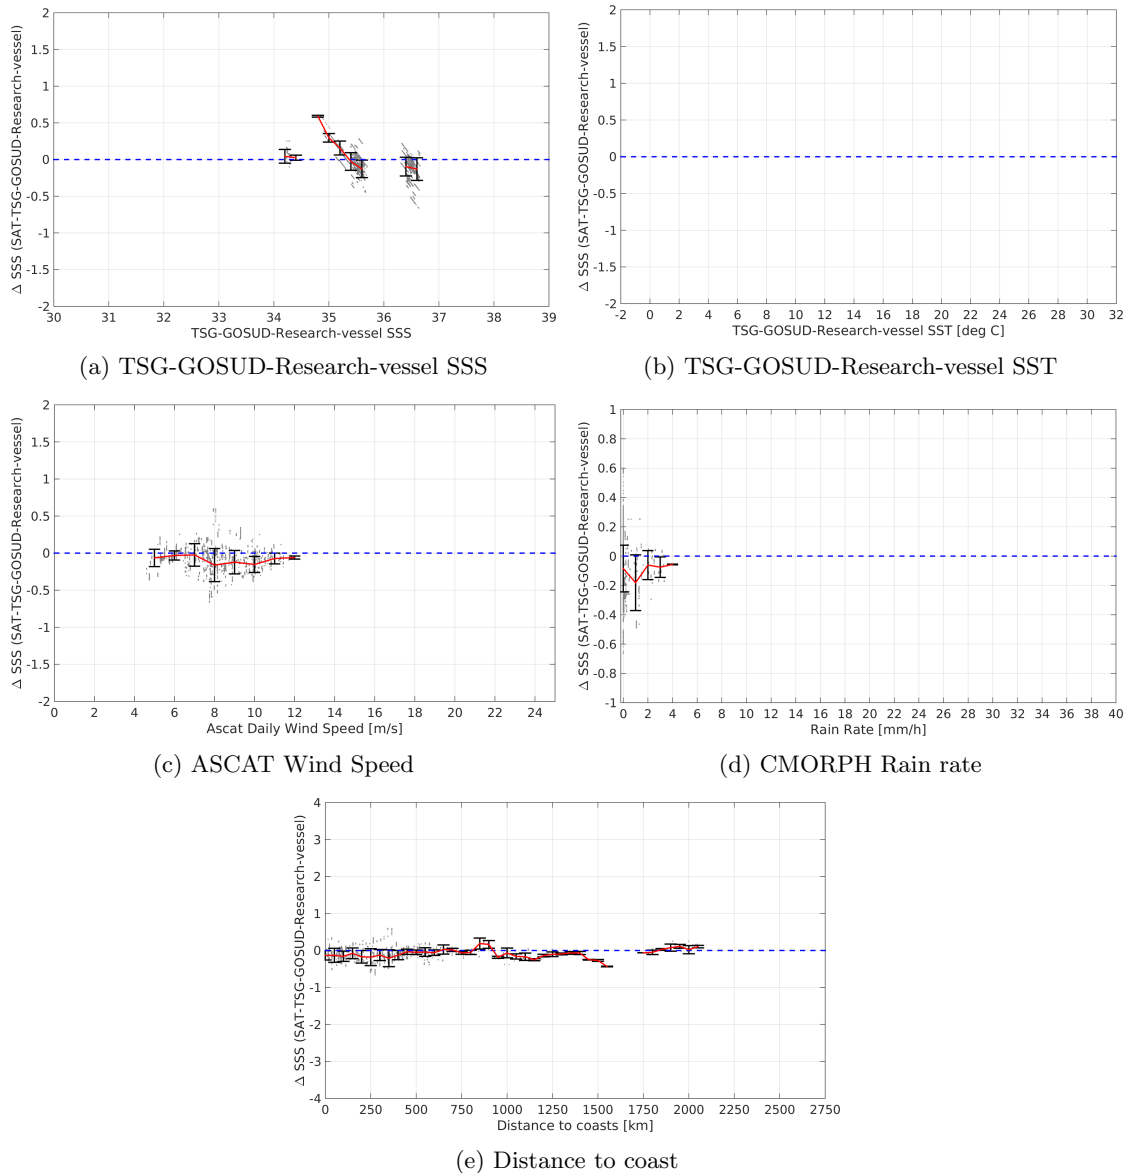 2
1.5
1
0.5
0
-0.5
-1
-1.5
-2
Δ SSS (SAT-TSG-GOSUD-Research-vessel)
30 31 32 33 34 35 36 37 38 39
TSG-GOSUD-Research-vessel SSS
(a) TSG-GOSUD-Research-vessel SSS
2
1.5
1
0.5
0
-0.5
-1
-1.5
-2
Δ SSS (SAT-TSG-GOSUD-Research-vessel)
-2 0 2 4 6 8 10 12 14 16 18 20 22 24 26 28 30 32
TSG-GOSUD-Research-vessel SST [deg C]
(b) TSG-GOSUD-Research-vessel SST
2
1.5
1
0.5
0
-0.5
-1
-1.5
-2
Δ SSS (SAT-TSG-GOSUD-Research-vessel)
0 2 4 6 8 10 12 14 16 18 20 22 24
Ascat Daily Wind Speed [m/s]
(c) ASCAT Wind Speed
1
0.8
0.6
0.4
0.2
0
-0.2
-0.4
-0.6
-0.8
-1
Δ SSS (SAT-TSG-GOSUD-Research-vessel)
0 2 4 6 8 10 12 14 16 18 20 22 24 26 28 30 32 34 36 38 40
Rain Rate [mm/h]
(d) CMORPH Rain rate
4
3
2
1
0
-1
-2
-3
-4
Δ SSS (SAT-TSG-GOSUD-Research-vessel)
0 250 500 750 1000 1250 1500 1750 2000 2250 2500 2750
Distance to coasts [km]
(e) Distance to coast